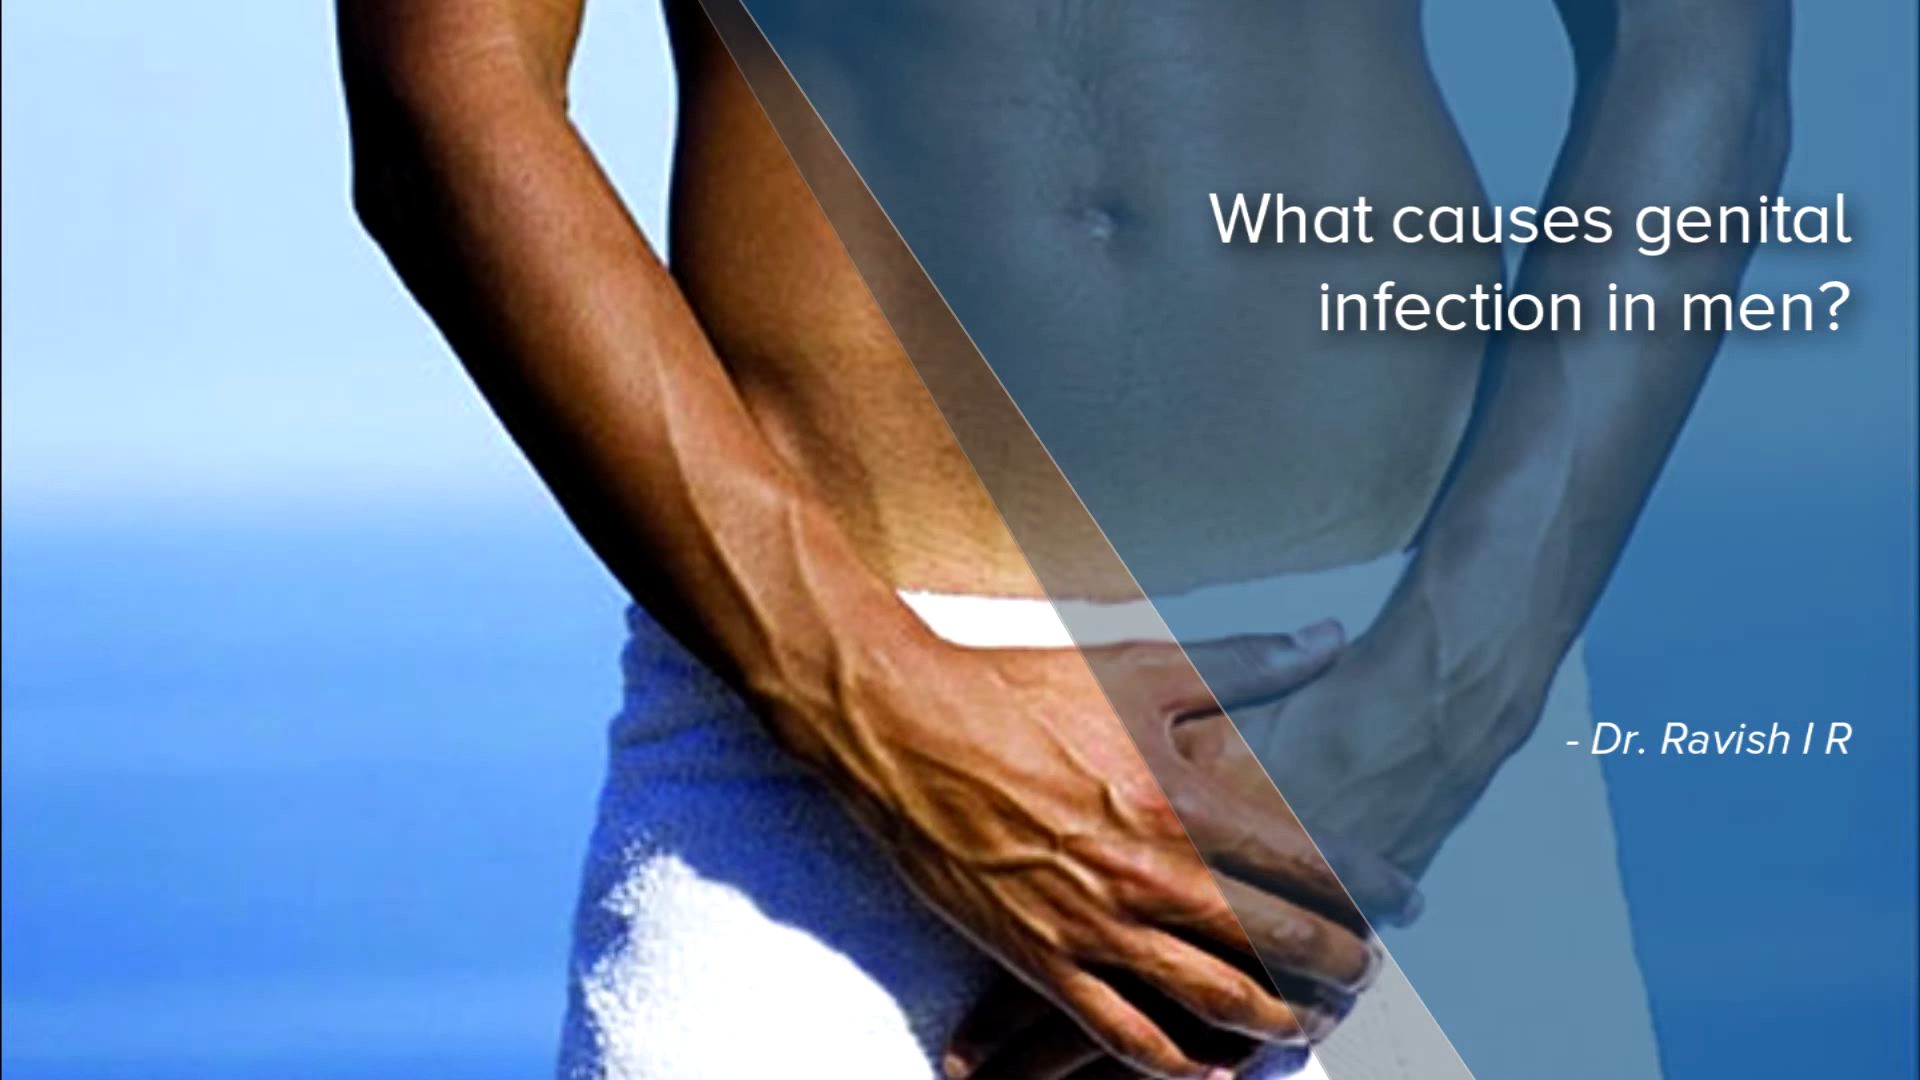 What causes genital
infection in men?
- Dr. Ravish I R